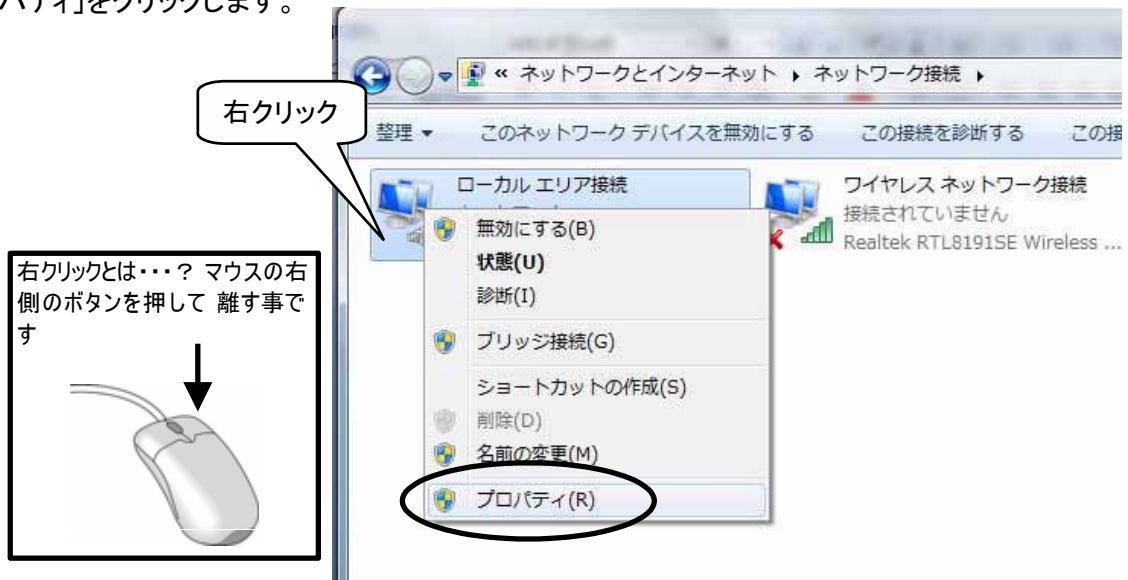 パティ」をクリックします。
« ネットワークとインターネット ▸ ネットワーク接続 ▸
右クリック
整理 ▼ このネットワーク デバイスを無効にする この接続を診断する この接
ローカル エリア接続
ワイヤレス ネットワーク接続
接続されていません
Realtek RTL8191SE Wireless ...
無効にする(B)
状態(U)
診断(I)
ブリッジ接続(G)
ショートカットの作成(S)
削除(D)
名前の変更(M)
プロパティ(R)
右クリックとは・・・? マウスの右
側のボタンを押して 離す事で
す